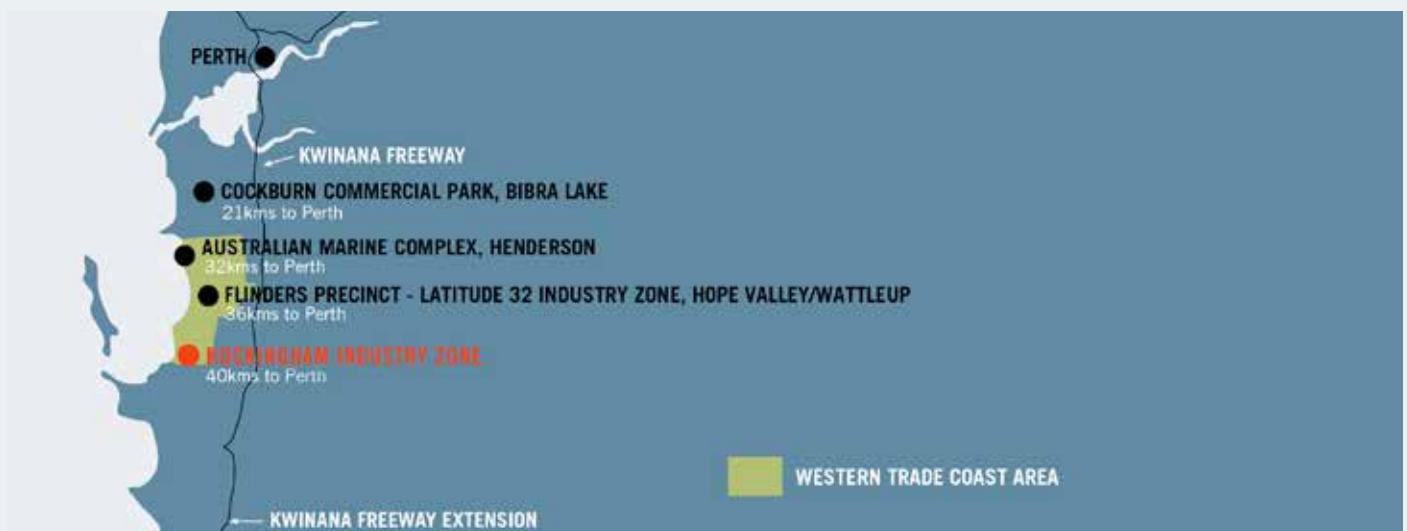 PERTH
KWINANA FREEWAY
COCKBURN COMMERCIAL PARK, BIBRA LAKE
21kms to Perth
AUSTRALIAN MARINE COMPLEX, HENDERSON
32kms to Perth
FLINDERS PRECINCT - LATITUDE 32 INDUSTRY ZONE, HOPE VALLEY/WATTLEUP
36kms to Perth
ROCKINGHAM INDUSTRY ZONE
40kms to Perth
WESTERN TRADE COAST AREA
KWINANA FREEWAY EXTENSION